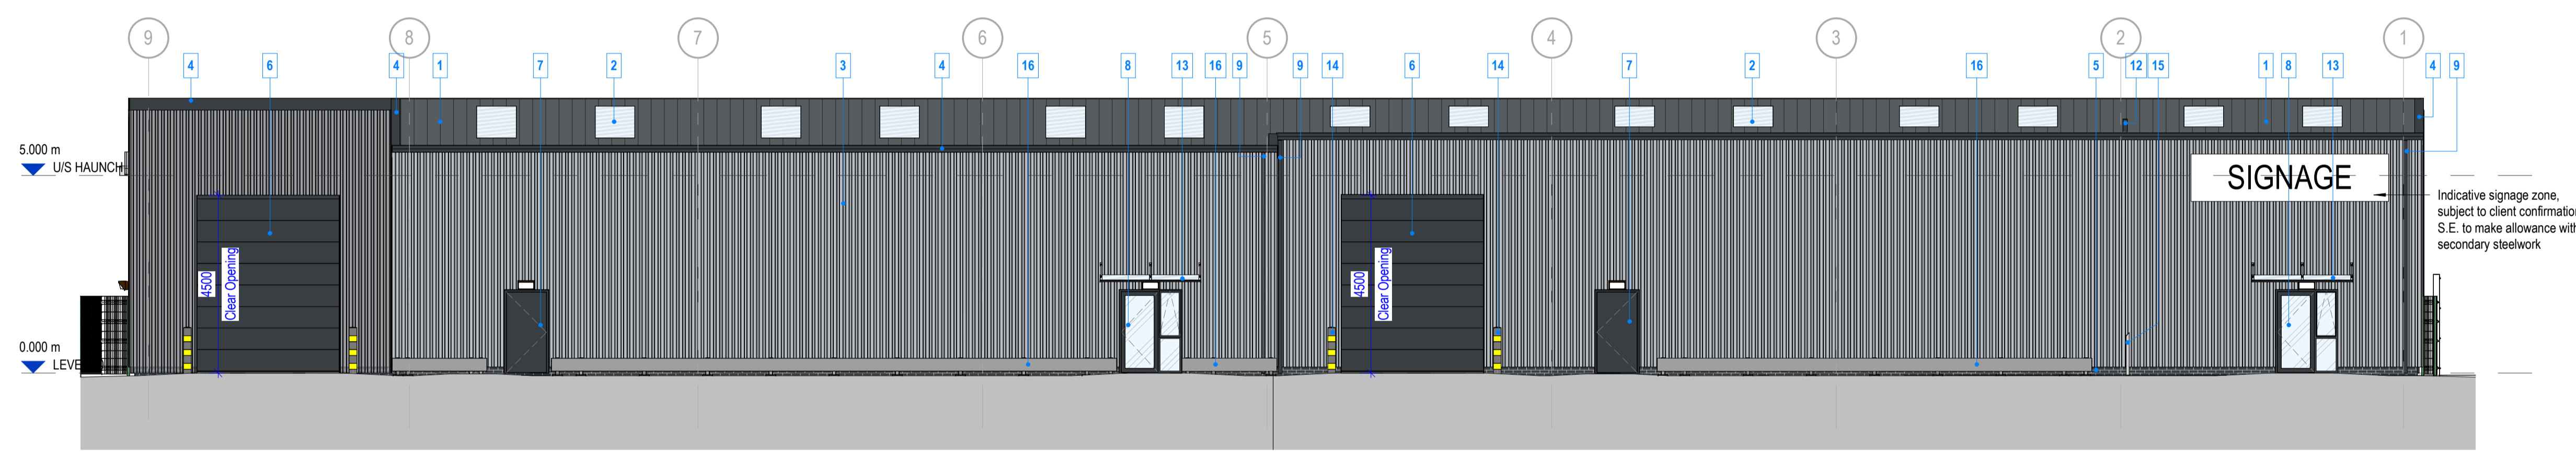 9 8 7 6 5 4 3 2 1
4 6 4 1 7 2 3 4 16 8 13 16 9 9 14 6 14 7 2 16 5 12 15 1 8 13 4 9
5.000 m
U/S HAUNCH
SIGNAGE
Indicative signage zone,
subject to client confirmation
S.E. to make allowance with
secondary steelwork
4500
Clear Opening
4500
Clear Opening
0.000 m
LEVE